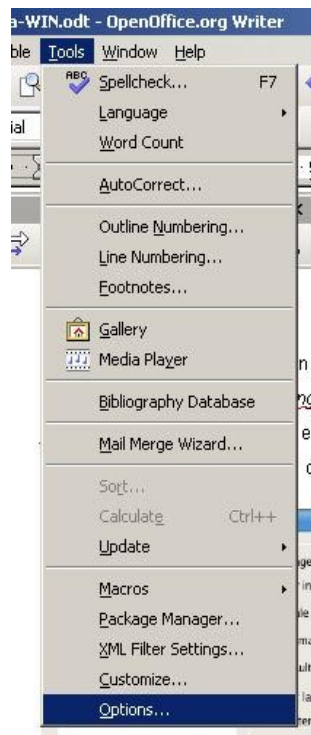 a-WIN.odt - OpenOffice.org Writer
ble Tools Window Help
ABC Spellcheck... F7
ial Language
Word Count
AutoCorrect...
Outline Numbering...
Line Numbering...
Footnotes...
Gallery
Media Player
Bibliography Database
Mail Merge Wizard...
Sort...
Calculate Ctrl++
Update
Macros
Package Manager...
XML Filter Settings...
Customize...
Options...